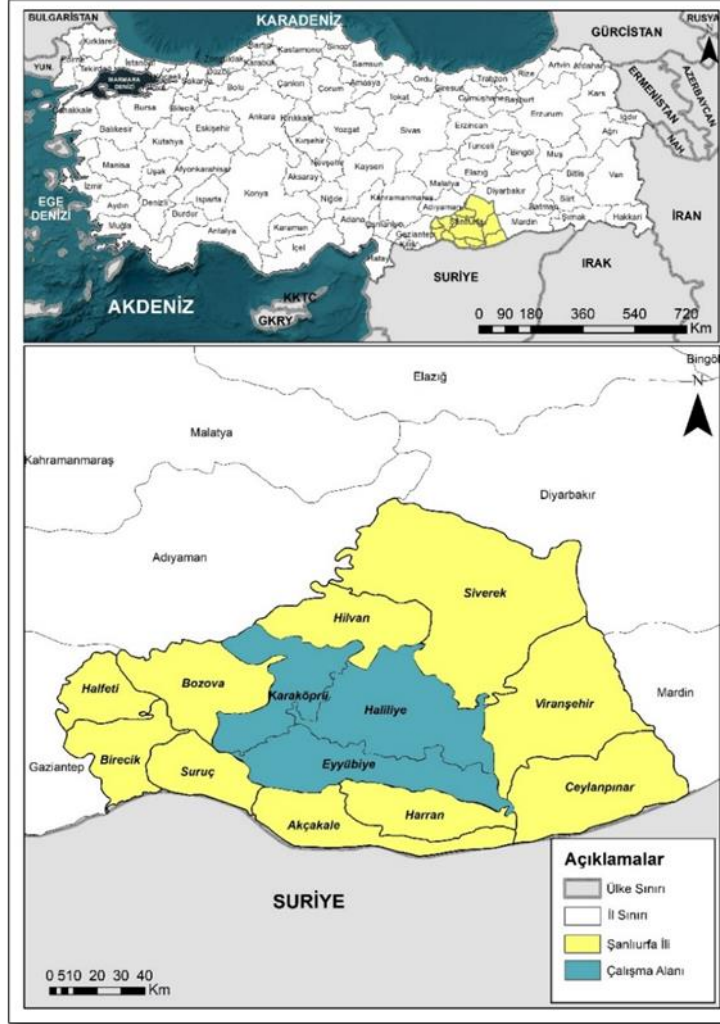 BULGARİSTAN
KARADENİZ
GÜRCİSTAN
RUSYA
N
YUN.
ERMENİSTAN
AZERBAYCAN
NAH
Kırklareli
İstanbul
MARMARA
DENİZİ
Bartın
Kastamonu
Sinop
Karabük
Samsun
Bolu
Çankırı
Çorum
Amasya
Ordu
Giresun
Trabzon
Rize
Artvin
Ardahan
Kars
Gümüşhane
Bayburt
Tokat
Çanakkale
Bursa
Bilecik
Eskişehir
Ankara
Kırıkkale
Yozgat
Sivas
Erzincan
Erzurum
Iğdır
Ağrı
Balıkesir
Kütahya
Kırşehir
Tunceli
Bingöl
Muş
Manisa
Uşak
Afyonkarahisar
Nevşehir
Kayseri
Malatya
Elazığ
Bitlis
Van
EGE
DENİZİ
İzmir
Aydın
Denizli
Isparta
Konya
Aksaray
Niğde
Kahramanmaraş
Adıyaman
Diyarbakır
Batman
Siirt
Şırnak
Hakkari
Muğla
Burdur
Antalya
Karaman
İçel
Adana
Osmaniye
Gaziantep
Kilis
Şanlıurfa
Mardin
Hatay
İRAN
SURİYE
IRAK
AKDENİZ
KKTC
GKRY
0 90 180 360 540 720
Km
Bingöl
Elazığ
N
Malatya
Kahramanmaraş
Diyarbakır
Adıyaman
Siverek
Hilvan
Halfeti
Bozova
Karaköprü
Haliliye
Viranşehir
Mardin
Gaziantep
Birecik
Suruç
Eyyübiye
Ceylanpınar
Akçakale
Harran
SURİYE
Açıklamalar
Ülke Sınırı
İl Sınırı
Şanlıurfa İli
Çalışma Alanı
0 510 20 30 40
Km